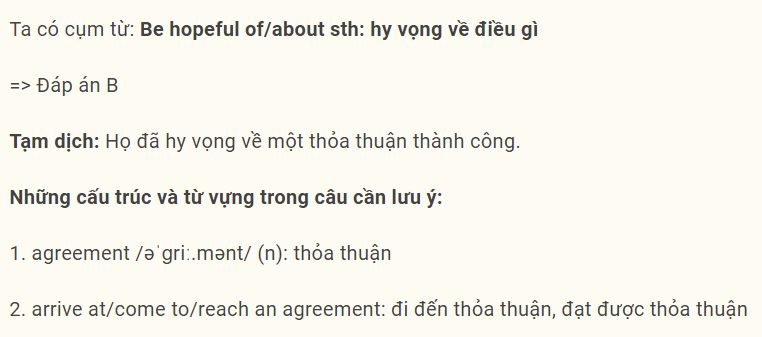 Ta có cụm từ: Be hopeful of/about sth: hy vọng về điều gì
=> Đáp án B
Tạm dịch: Họ đã hy vọng về một thỏa thuận thành công.
Những cấu trúc và từ vựng trong câu cần lưu ý:
1. agreement /əˈɡriː.mənt/ (n): thỏa thuận
2. arrive at/come to/reach an agreement: đi đến thỏa thuận, đạt được thỏa thuận